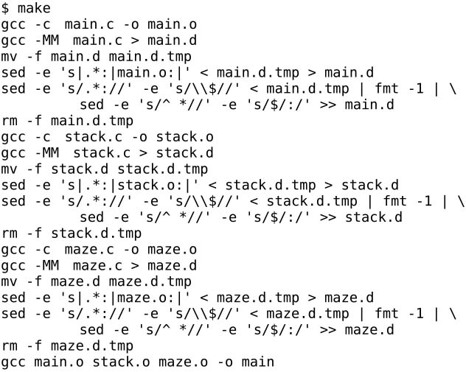 $ make
gcc -c  main.c -o main.o
gcc -MM  main.c > main.d
mv -f main.d main.d.tmp
sed -e 's|.*:|main.o:|' < main.d.tmp > main.d
sed -e 's/.*://' -e 's/\\$//' < main.d.tmp | fmt -1 | \
         sed -e 's/^ *//' -e 's/$/:/' >> main.d
rm -f main.d.tmp
gcc -c  stack.c -o stack.o
gcc -MM  stack.c > stack.d
mv -f stack.d stack.d.tmp
sed -e 's|.*:|stack.o:|' < stack.d.tmp > stack.d
sed -e 's/.*://' -e 's/\\$//' < stack.d.tmp | fmt -1 | \
         sed -e 's/^ *//' -e 's/$/:/' >> stack.d
rm -f stack.d.tmp
gcc -c  maze.c -o maze.o
gcc -MM  maze.c > maze.d
mv -f maze.d maze.d.tmp
sed -e 's|.*:|maze.o:|' < maze.d.tmp > maze.d
sed -e 's/.*://' -e 's/\\$//' < maze.d.tmp | fmt -1 | \
         sed -e 's/^ *//' -e 's/$/:/' >> maze.d
rm -f maze.d.tmp
gcc main.o stack.o maze.o -o main